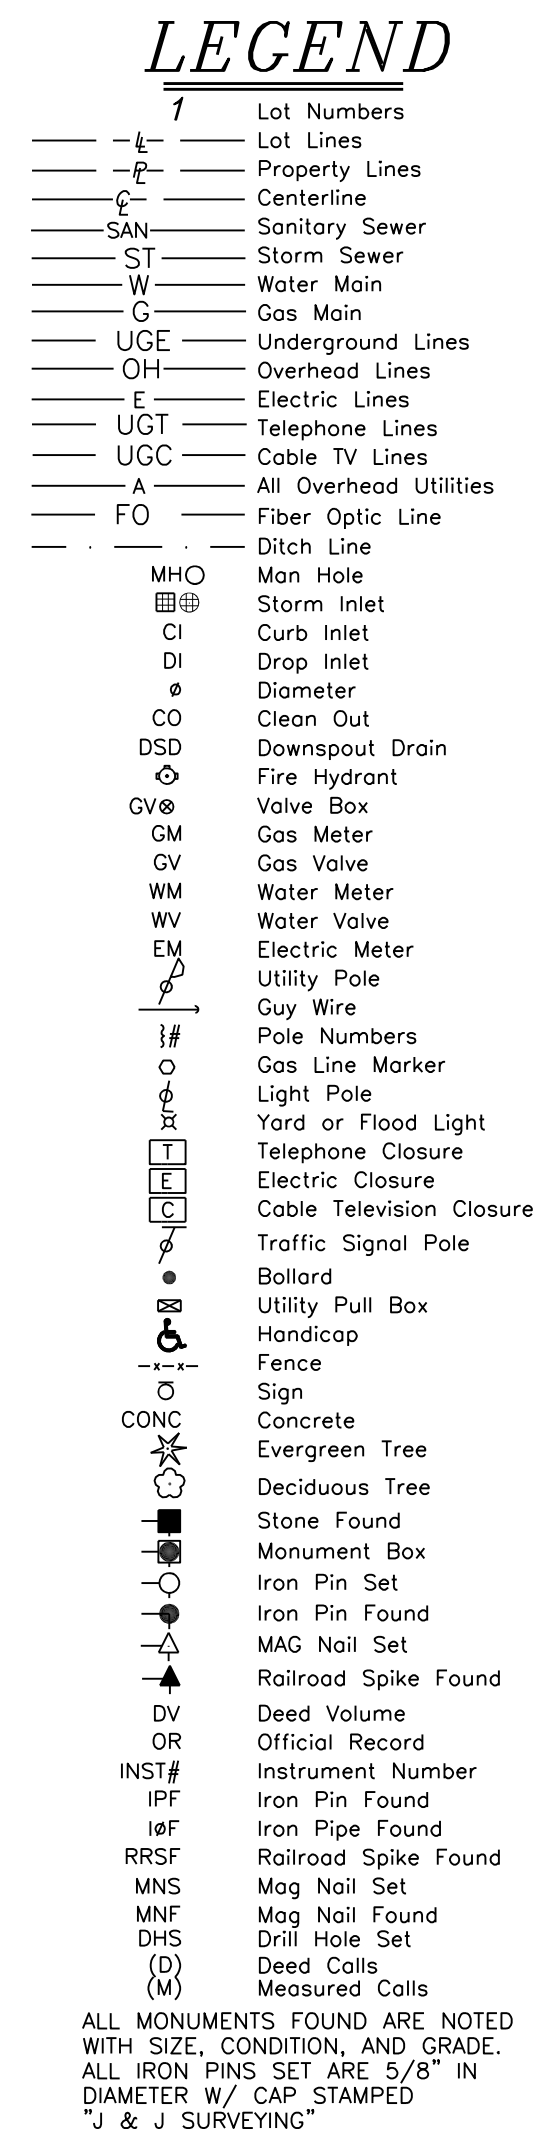 LEGEND
1 Lot Numbers
LL Lot Lines
PL Property Lines
CL Centerline
SAN Sanitary Sewer
ST Storm Sewer
W Water Main
G Gas Main
UGE Underground Lines
OH Overhead Lines
E Electric Lines
UGT Telephone Lines
UGC Cable TV Lines
A All Overhead Utilities
FO Fiber Optic Line
Ditch Line
MH Man Hole
Storm Inlet
CI Curb Inlet
DI Drop Inlet
ø Diameter
CO Clean Out
DSD Downspout Drain
Fire Hydrant
GV⊗ Valve Box
GM Gas Meter
GV Gas Valve
WM Water Meter
WV Water Valve
EM Electric Meter
Utility Pole
Guy Wire
# Pole Numbers
Gas Line Marker
Light Pole
Yard or Flood Light
T Telephone Closure
E Electric Closure
C Cable Television Closure
Traffic Signal Pole
Bollard
Utility Pull Box
Handicap
–x–x– Fence
Sign
CONC Concrete
Evergreen Tree
Deciduous Tree
Stone Found
Monument Box
Iron Pin Set
Iron Pin Found
MAG Nail Set
Railroad Spike Found
DV Deed Volume
OR Official Record
INST# Instrument Number
IPF Iron Pin Found
IøF Iron Pipe Found
RRSF Railroad Spike Found
MNS Mag Nail Set
MNF Mag Nail Found
DHS Drill Hole Set
(D) Deed Calls
(M) Measured Calls
ALL MONUMENTS FOUND ARE NOTED
WITH SIZE, CONDITION, AND GRADE.
ALL IRON PINS SET ARE 5/8" IN
DIAMETER W/ CAP STAMPED
"J & J SURVEYING"